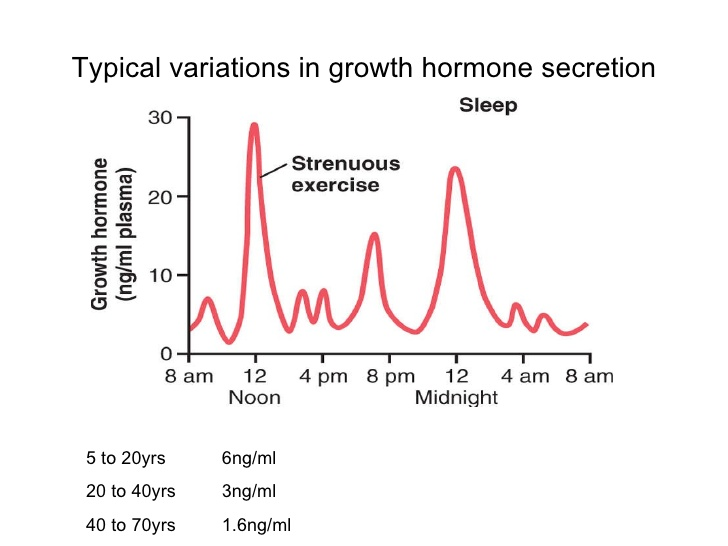 Typical variations in growth hormone secretion
Sleep
30
20
10
0
Growth hormone
(ng/ml plasma)
Strenuous
exercise
8 am 12 4 pm 8 pm 12 4 am 8 am
Noon Midnight
5 to 20yrs 6ng/ml
20 to 40yrs 3ng/ml
40 to 70yrs 1.6ng/ml